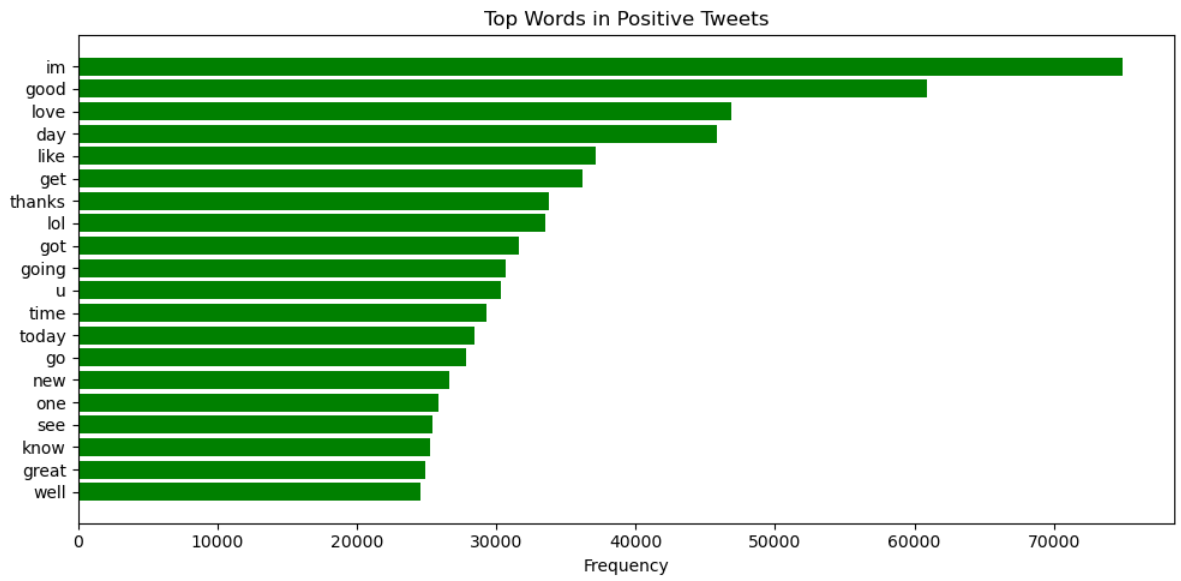 Top Words in Positive Tweets
im
good
love
day
like
get
thanks
lol
got
going
u
time
today
go
new
one
see
know
great
well
0 10000 20000 30000 40000 50000 60000 70000
Frequency